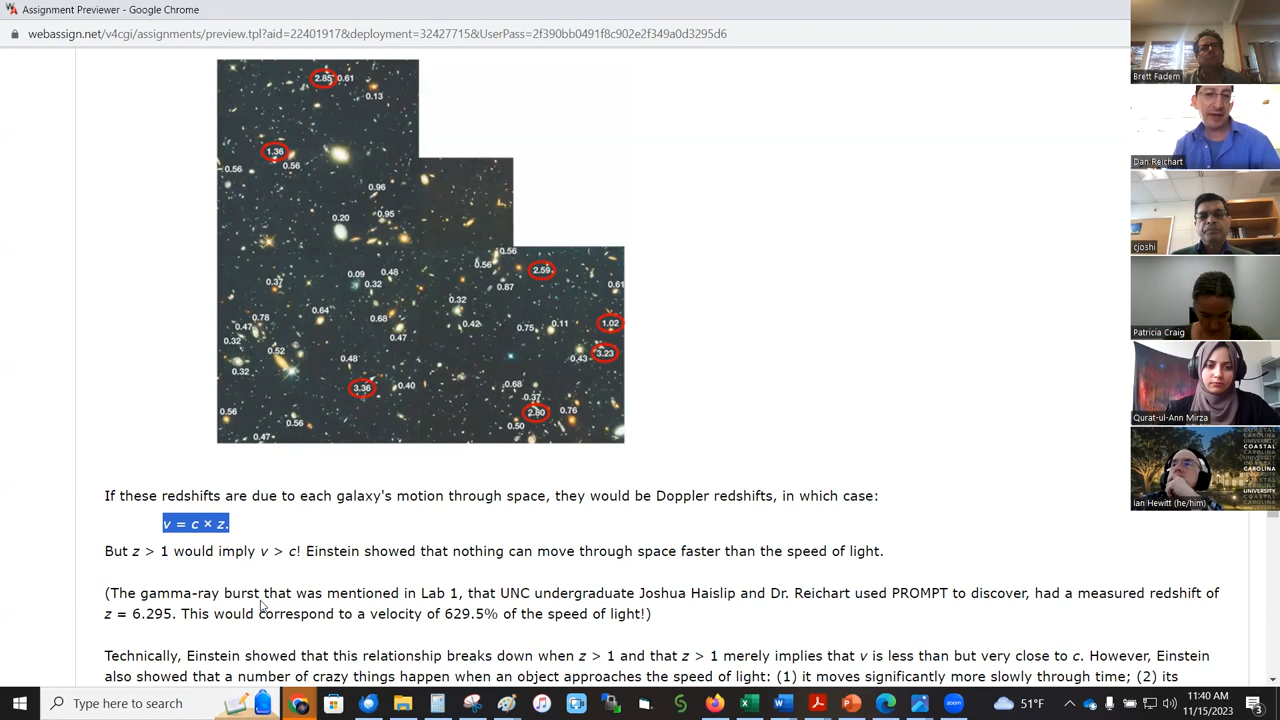 Assignment Previewer - Google Chrome
webassign.net/v4cgi/assignments/preview.tpl?aid=22401917&deployment=32427715&UserPass=2f390bb0491f8c902e2f349a0d3295d6
2.85 0.61
0.13
1.36
0.56
0.56
0.96
0.95
0.20
0.56
0.56
2.59
0.09 0.48
0.37 0.32
0.87
0.61
0.32
0.64
0.78
0.68
0.47
0.42
0.75 0.11
1.02
0.32
0.47
0.52
0.48
0.43
3.23
0.32
3.36
0.40
0.68
0.37
0.56
2.80
0.76
0.56
0.50
0.47
If these redshifts are due to each galaxy's motion through space, they would be Doppler redshifts, in which case:
v = c × z.
But z > 1 would imply v > c! Einstein showed that nothing can move through space faster than the speed of light.
(The gamma-ray burst that was mentioned in Lab 1, that UNC undergraduate Joshua Haislip and Dr. Reichart used PROMPT to discover, had a measured redshift of
z = 6.295. This would correspond to a velocity of 629.5% of the speed of light!)
Technically, Einstein showed that this relationship breaks down when z > 1 and that z > 1 merely implies that v is less than but very close to c. However, Einstein
also showed that a number of crazy things happen when an object approaches the speed of light: (1) it moves significantly more slowly through time; (2) its
Brett Fadem
Dan Reichart
cjoshi
Patricia Craig
Qurat-ul-Ann Mirza
COASTAL
CAROLINA
UNIVERSITY
COASTAL
CAROLINA
UNIVERSITY
COASTAL
CAROLINA
UNIVERSITY
Ian Hewitt (he/him)
Type here to search
zoom
51°F
11:40 AM
11/15/2023
3